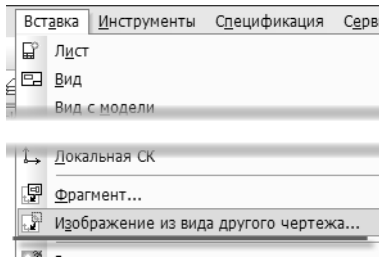 Вставка Инструменты Спецификация Серв
Лист
Вид
Вид с модели
Локальная СК
Фрагмент...
Изображение из вида другого чертежа...